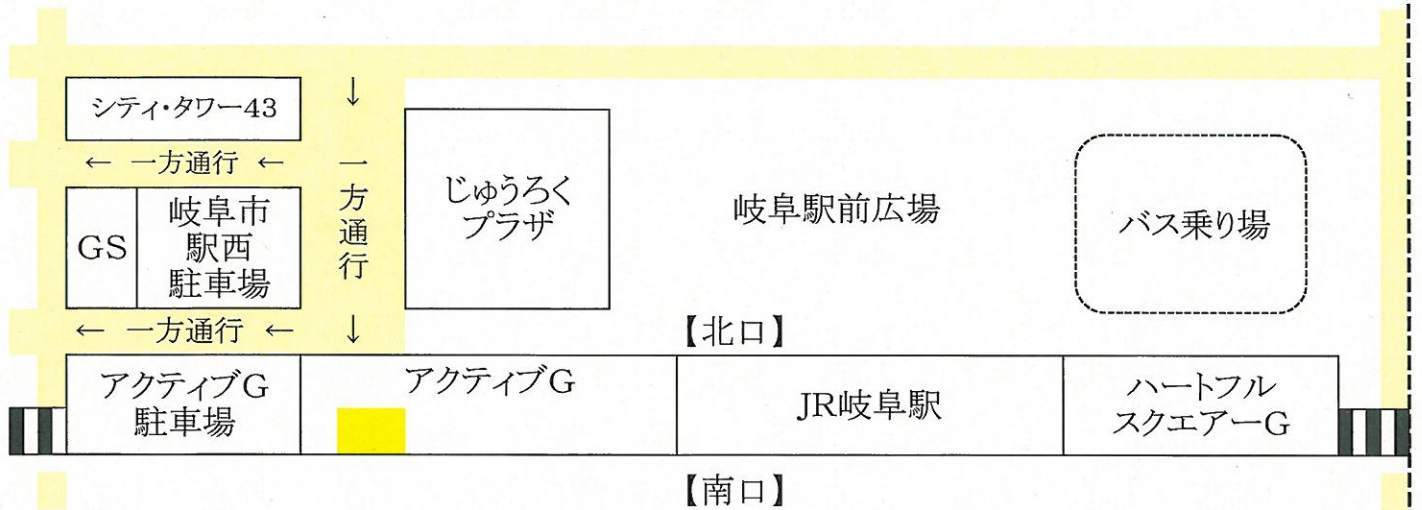 シティ・タワー43
↓
← 一方通行 ←
一方通行
じゅうろく
プラザ
岐阜駅前広場
バス乗り場
GS
岐阜市
駅西
駐車場
← 一方通行 ←
↓
【北口】
アクティブG
駐車場
アクティブG
JR岐阜駅
ハートフル
スクエアーG
【南口】